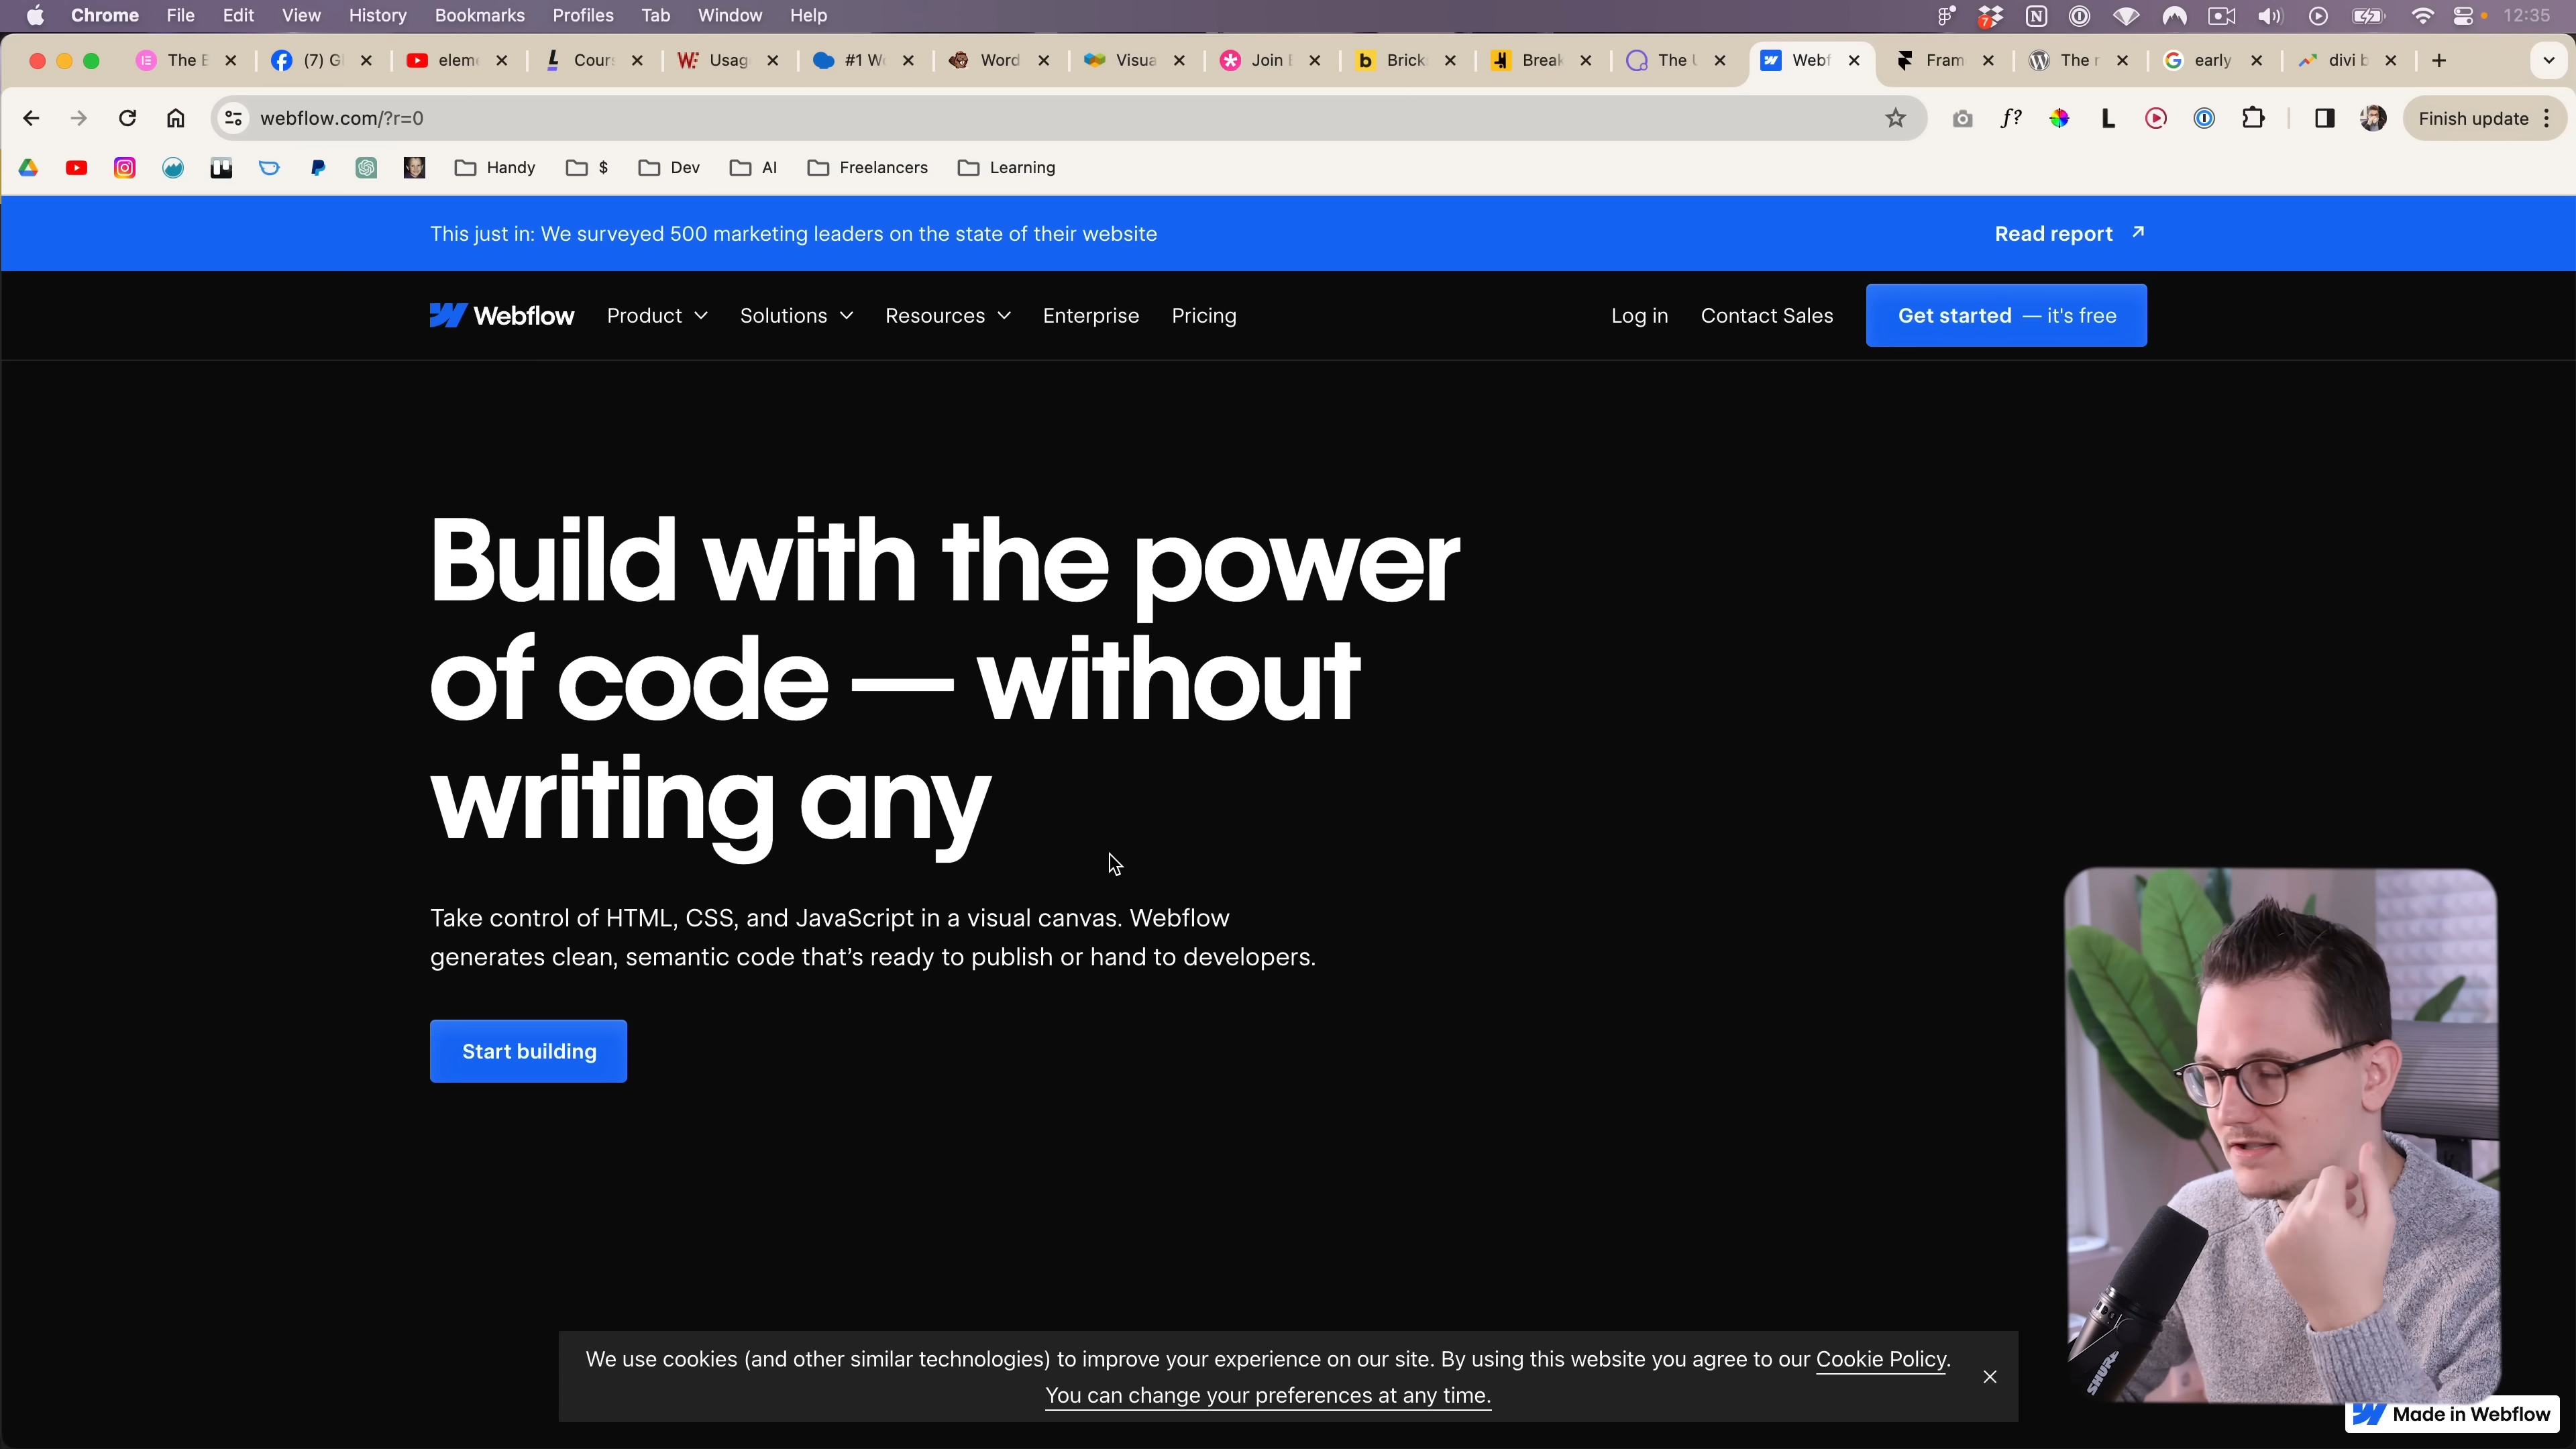 Chrome File Edit View History Bookmarks Profiles Tab Window Help 7 12:35
The E (7) G elem Cours Usag #1 Wo Word Visua Join Brick Break The Webf Fram The early divi b
webflow.com/?r=0 f? L Finish update
Handy $ Dev AI Freelancers Learning
This just in: We surveyed 500 marketing leaders on the state of their website Read report
Webflow Product Solutions Resources Enterprise Pricing Log in Contact Sales Get started — it's free
Build with the power
of code — without
writing any
Take control of HTML, CSS, and JavaScript in a visual canvas. Webflow
generates clean, semantic code that’s ready to publish or hand to developers.
Start building
We use cookies (and other similar technologies) to improve your experience on our site. By using this website you agree to our Cookie Policy.
You can change your preferences at any time.
SHURE
Made in Webflow